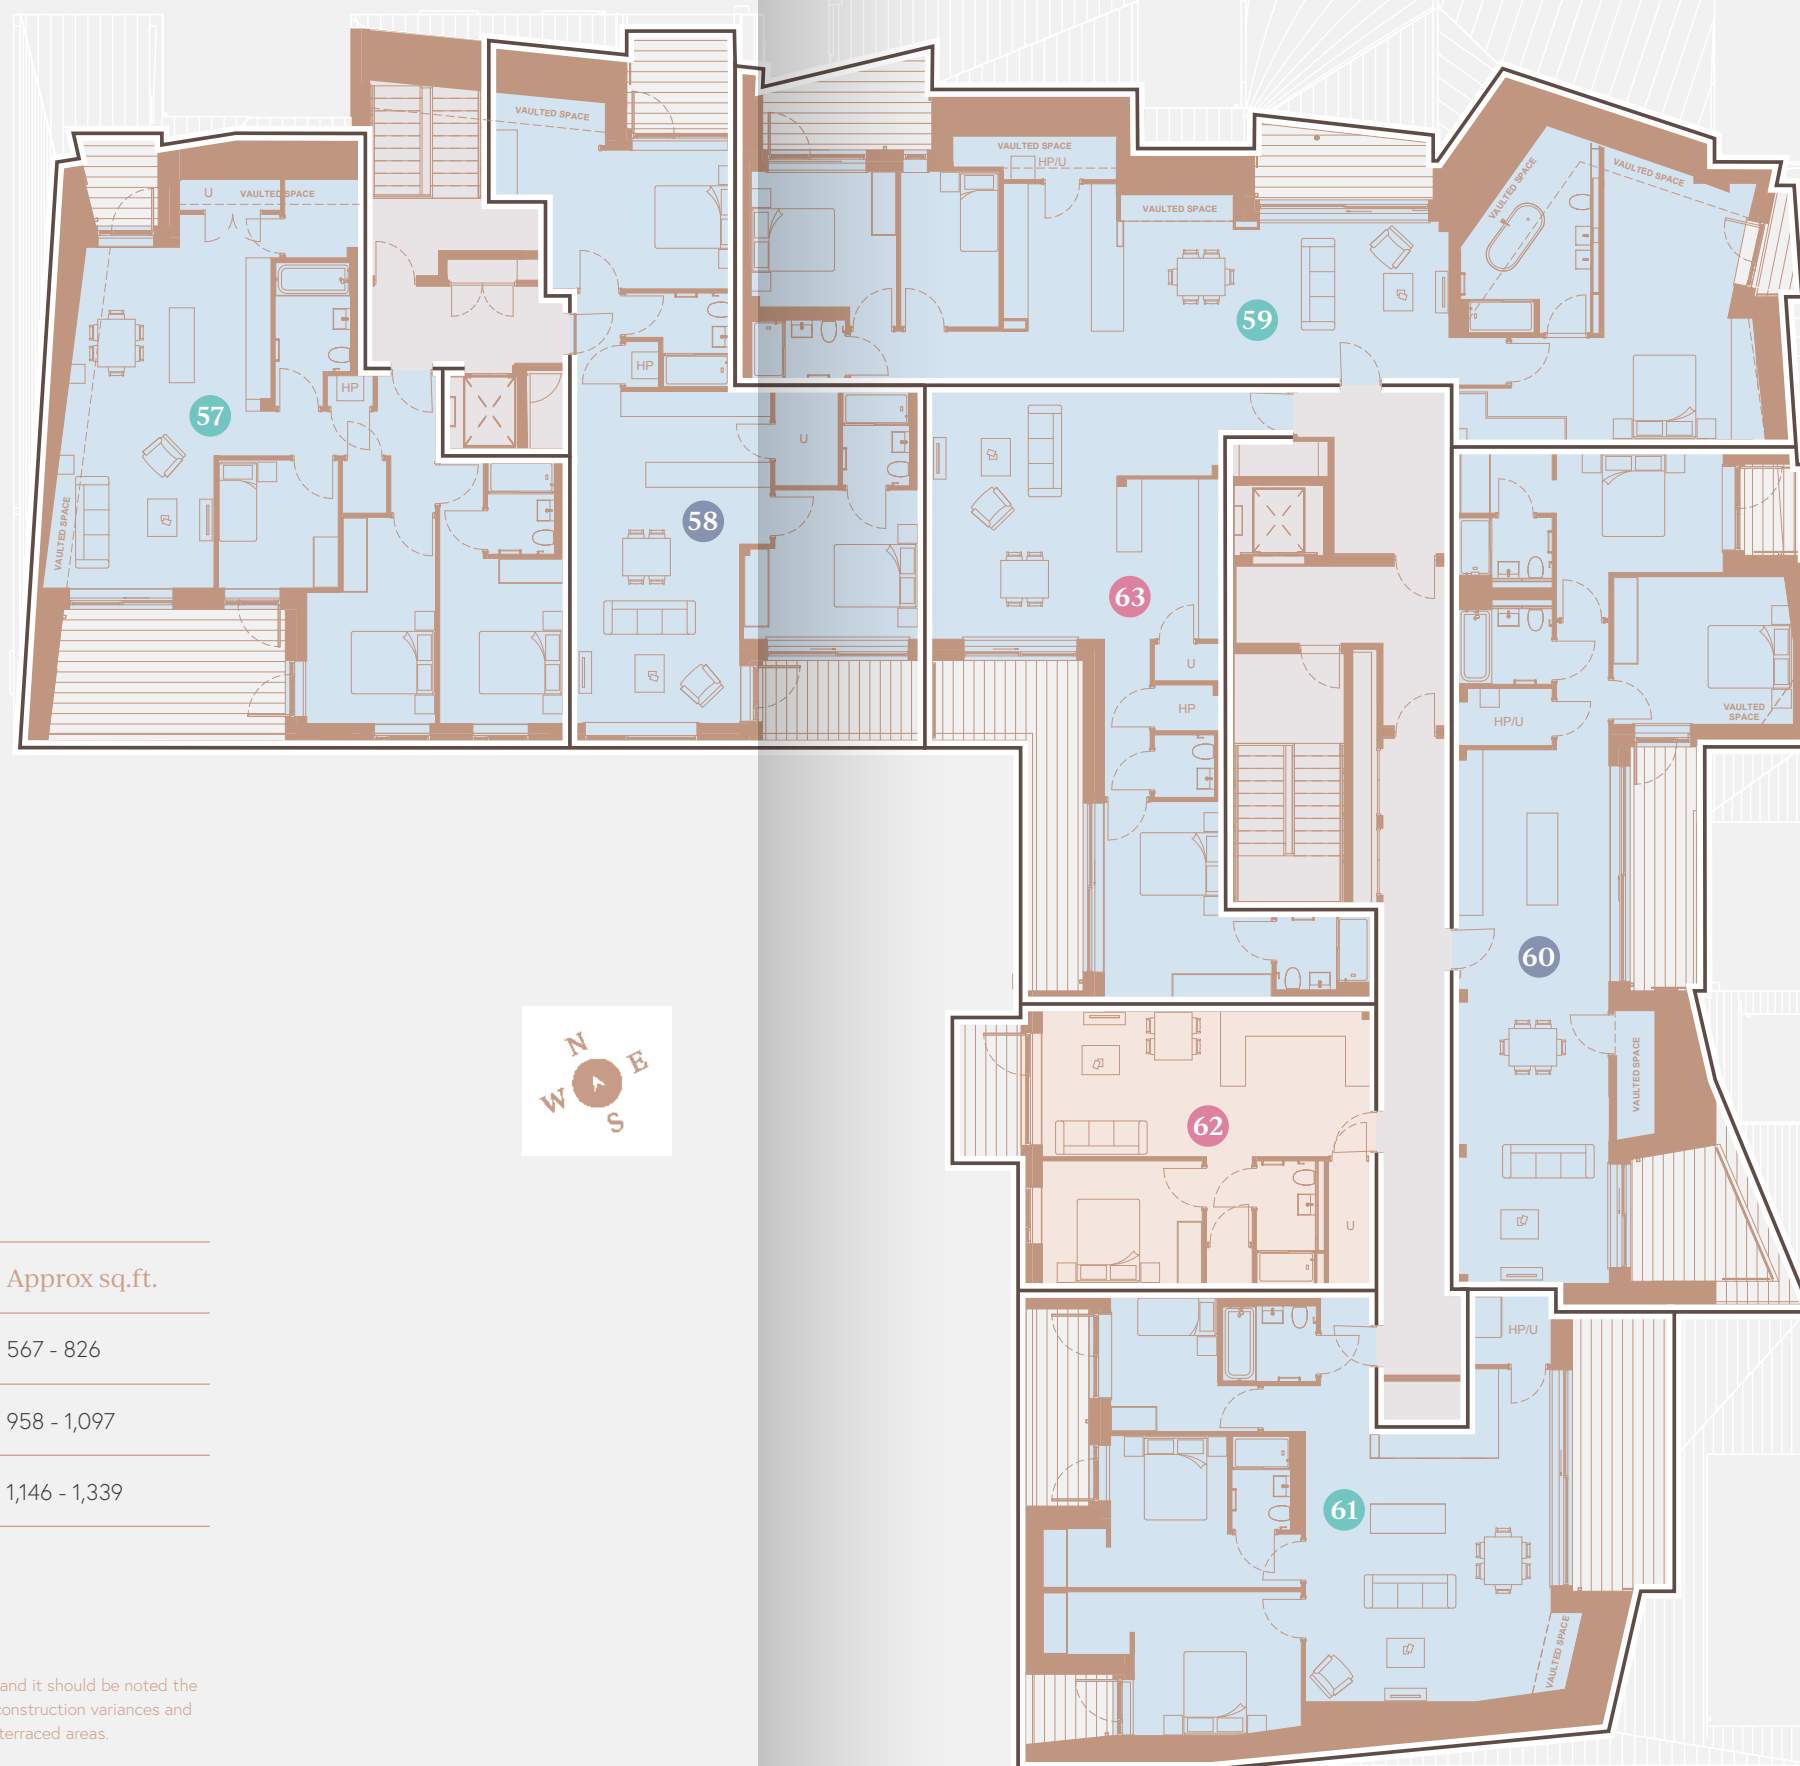 VAULTED SPACE
VAULTED SPACE
HP/U
VAULTED SPACE
VAULTED SPACE
VAULTED SPACE
U
VAULTED SPACE
59
HP
HP
57
U
58
VAULTED SPACE
63
U
HP
VAULTED
SPACE
HP/U
60
N
E
W
S
VAULTED SPACE
62
U
Approx sq.ft.
HP/U
567 - 826
958 - 1,097
1,146 - 1,339
61
VAULTED SPACE
and it should be noted the
construction variances and
terraced areas.